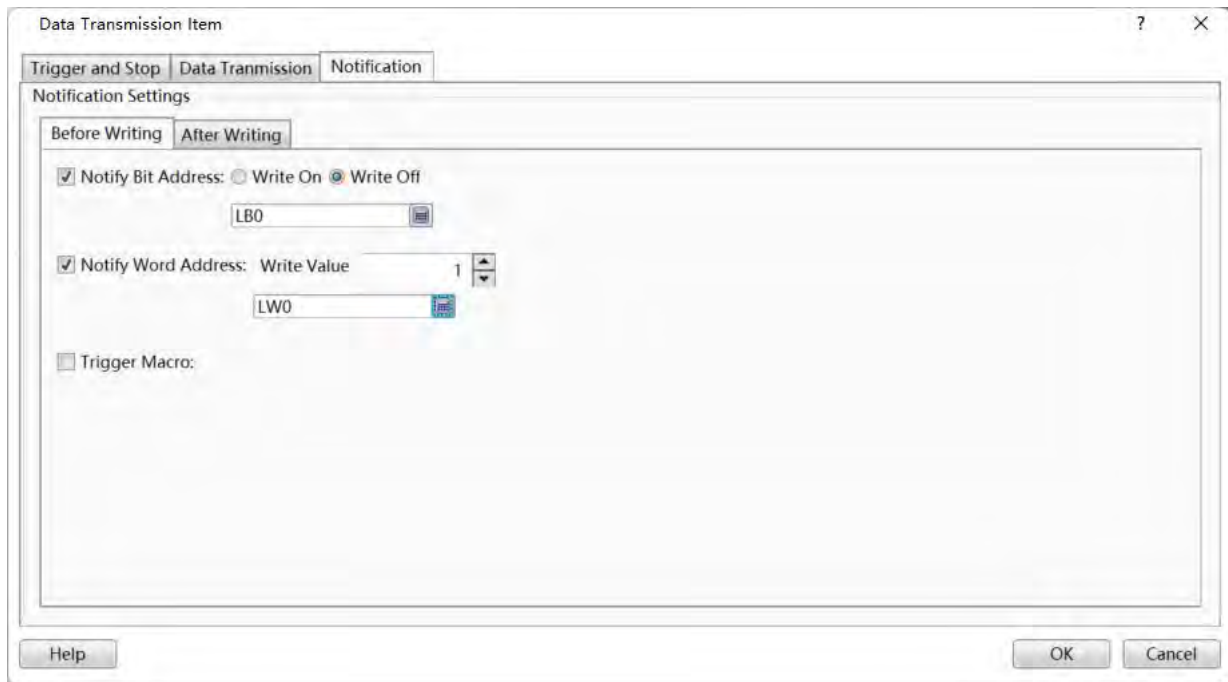 Data Transmission Item ?
Trigger and Stop Data Tranmission Notification
Notification Settings
Before Writing After Writing
Notify Bit Address: Write On Write Off
LB0
Notify Word Address: Write Value 1
LW0
Trigger Macro:
Help OK Cancel